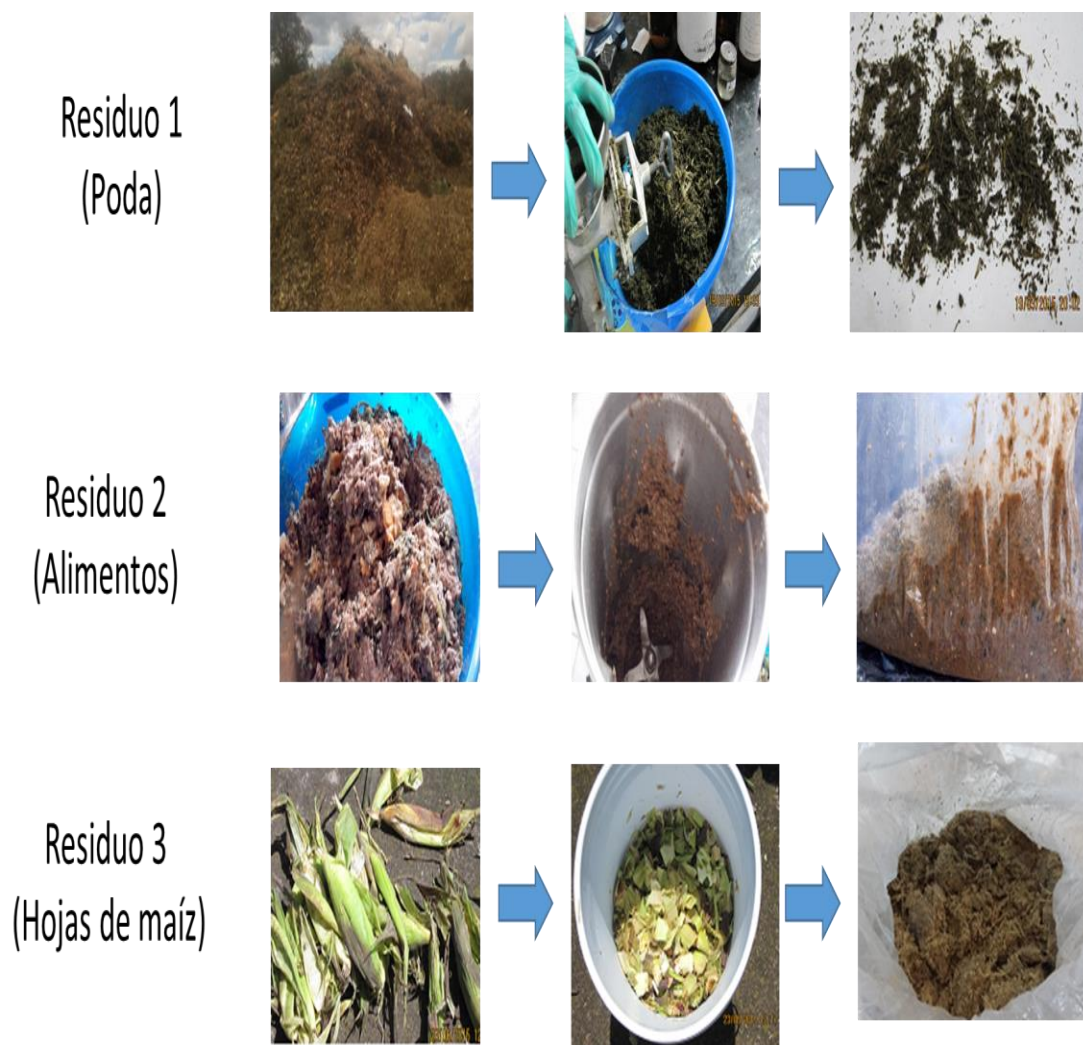 Residuo 1
(Poda)
Residuo 2
(Alimentos)
Residuo 3
(Hojas de maíz)